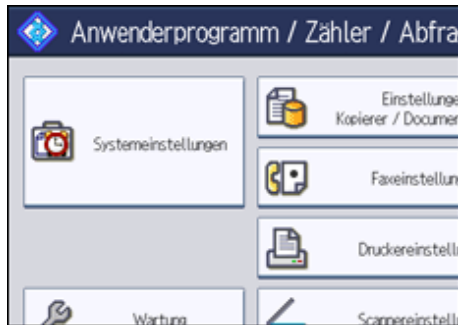 Anwenderprogramm / Zähler / Abfra
Systemeinstellungen
Einstellunge
Kopierer / Documen
Faxeinstellun
Druckereinstell
Wartung
Scannereinstell